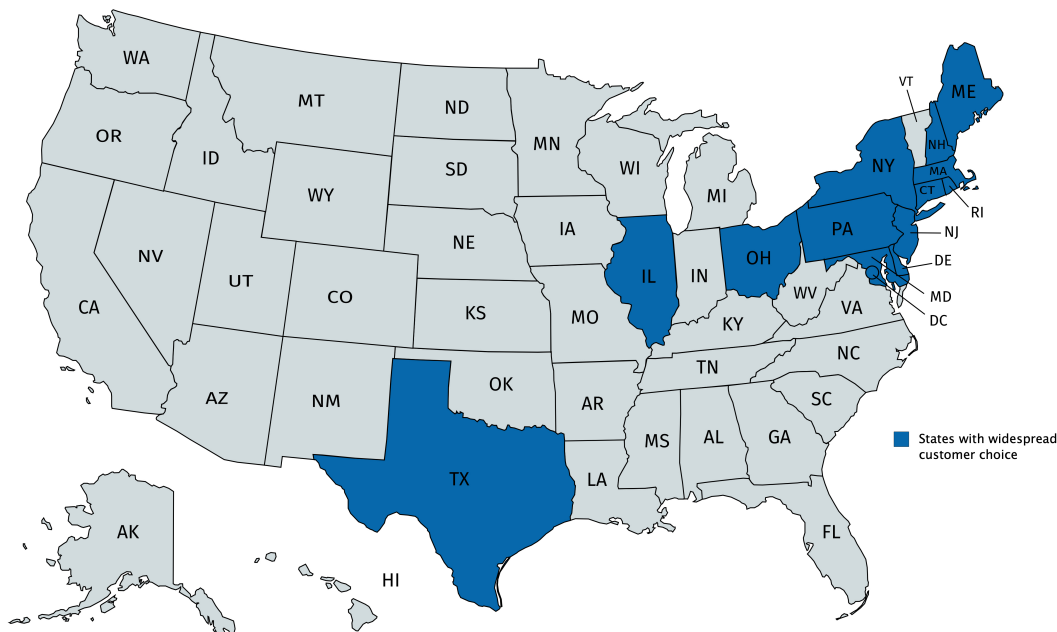 WA
OR
ID
MT
ND
SD
MN
WI
MI
WY
NE
IA
NV
UT
CO
KS
CA
AZ
NM
OK
MO
IL
IN
OH
KY
WV
VA
TN
NC
SC
AR
MS
AL
GA
LA
TX
FL
AK
HI
VT
ME
NH
NY
MA
CT
RI
PA
NJ
DE
MD
DC
States with widespread
customer choice